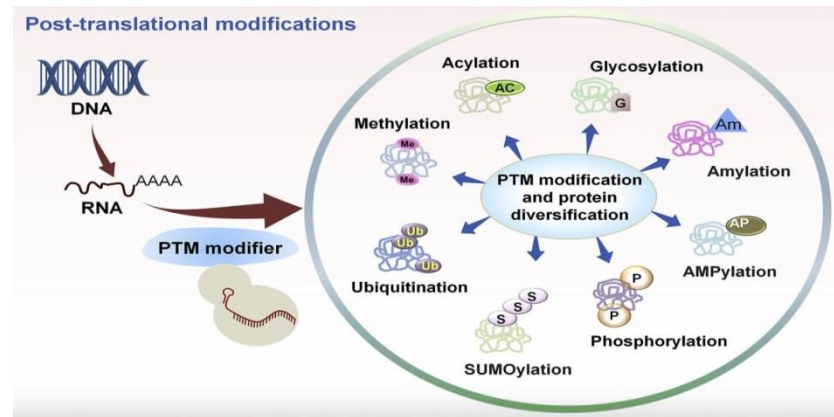 Post-translational modifications
DNA
AAAA
RNA
PTM modifier
Acylation
AC
Glycosylation
G
Methylation
Me
Me
Am
Amylation
PTM modification
and protein
diversification
Ub
Ub
Ub
Ubiquitination
AP
AMPylation
S
S
S
SUMOylation
P
P
Phosphorylation